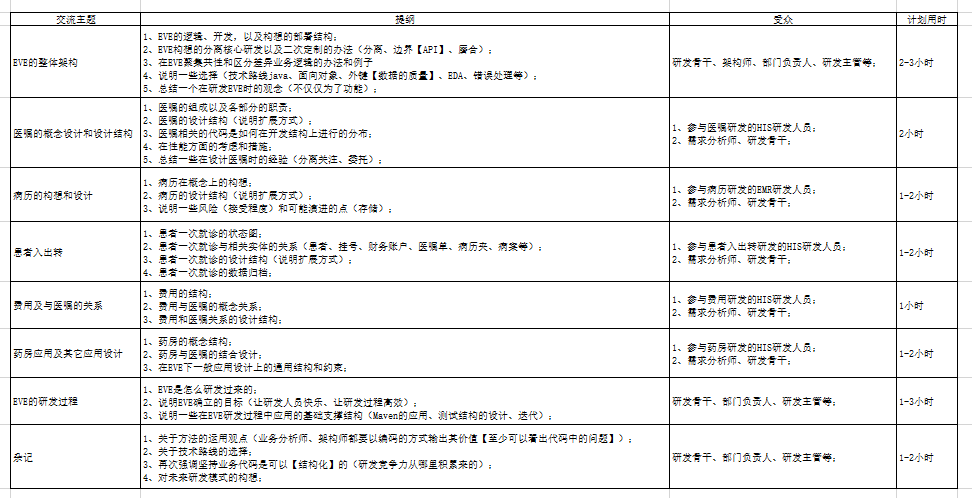 交流主题	提纲	受众	计划用时
EVE的整体架构
1、EVE的逻辑、开发，以及构想的部署结构；
2、EVE构想的分离核心研发以及二次定制的办法（分离、边界【API】、磨合）；
3、在EVE聚集共性和区分差异业务逻辑的办法和例子
4、说明一些选择（技术路线java、面向对象、外键【数据的质量】、EDA、错误处理等）；
5、总结一个在研发EVE时的观念（不仅仅为了功能）；
研发骨干、架构师、部门负责人、研发主管等；
2-3小时
医嘱的概念设计和设计结构
1、医嘱的组成以及各部分的职责；
2、医嘱的设计结构（说明扩展方式）；
3、医嘱相关的代码是如何在开发结构上进行的分布；
4、在性能方面的考虑和措施；
5、总结一些在设计医嘱时的经验（分离关注、委托）；
1、参与医嘱研发的HIS研发人员；
2、需求分析师、研发骨干；
2小时
病历的构想和设计
1、病历在概念上的构想；
2、病历的设计结构（说明扩展方式）；
3、说明一些风险（接受程度）和可能演进的点（存储）；
1、参与病历研发的EMR研发人员；
2、需求分析师、研发骨干；
1-2小时
患者入出转
1、患者一次就诊的状态图；
2、患者一次就诊与相关实体的关系（患者、挂号、财务账户、医嘱单、病历夹、病案等）；
3、患者一次就诊的设计结构（说明扩展方式）；
4、患者一次就诊的数据归档；
1、参与患者入出转研发的HIS研发人员；
2、需求分析师、研发骨干；
1-2小时
费用及与医嘱的关系
1、费用的结构；
2、费用与医嘱的概念关系；
3、费用和医嘱关系的设计结构；
1、参与费用研发的HIS研发人员；
2、需求分析师、研发骨干；
1小时
药房应用及其它应用设计
1、药房的概念结构；
2、药房与医嘱的结合设计；
3、在EVE下一般应用设计上的通用结构和约束；
1、参与药房研发的HIS研发人员；
2、需求分析师、研发骨干；
1-2小时
EVE的研发过程
1、EVE是怎么研发过来的；
2、说明EVE确立的目标（让研发人员快乐、让研发过程高效）；
3、说明一些在EVE研发过程中应用的基础支撑结构（Maven的应用、测试结构的设计、迭代）；
研发骨干、部门负责人、研发主管等；
1-3小时
杂记
1、关于方法的运用观点（业务分析师、架构师都要以编码的方式输出其价值【至少可以看出代码中的问题】）；
2、关于技术路线的选择；
3、再次强调坚持业务代码是可以【结构化】的（研发竞争力从哪里积累来的）；
4、对未来研发模式的构想；
研发骨干、部门负责人、研发主管等；
1-2小时